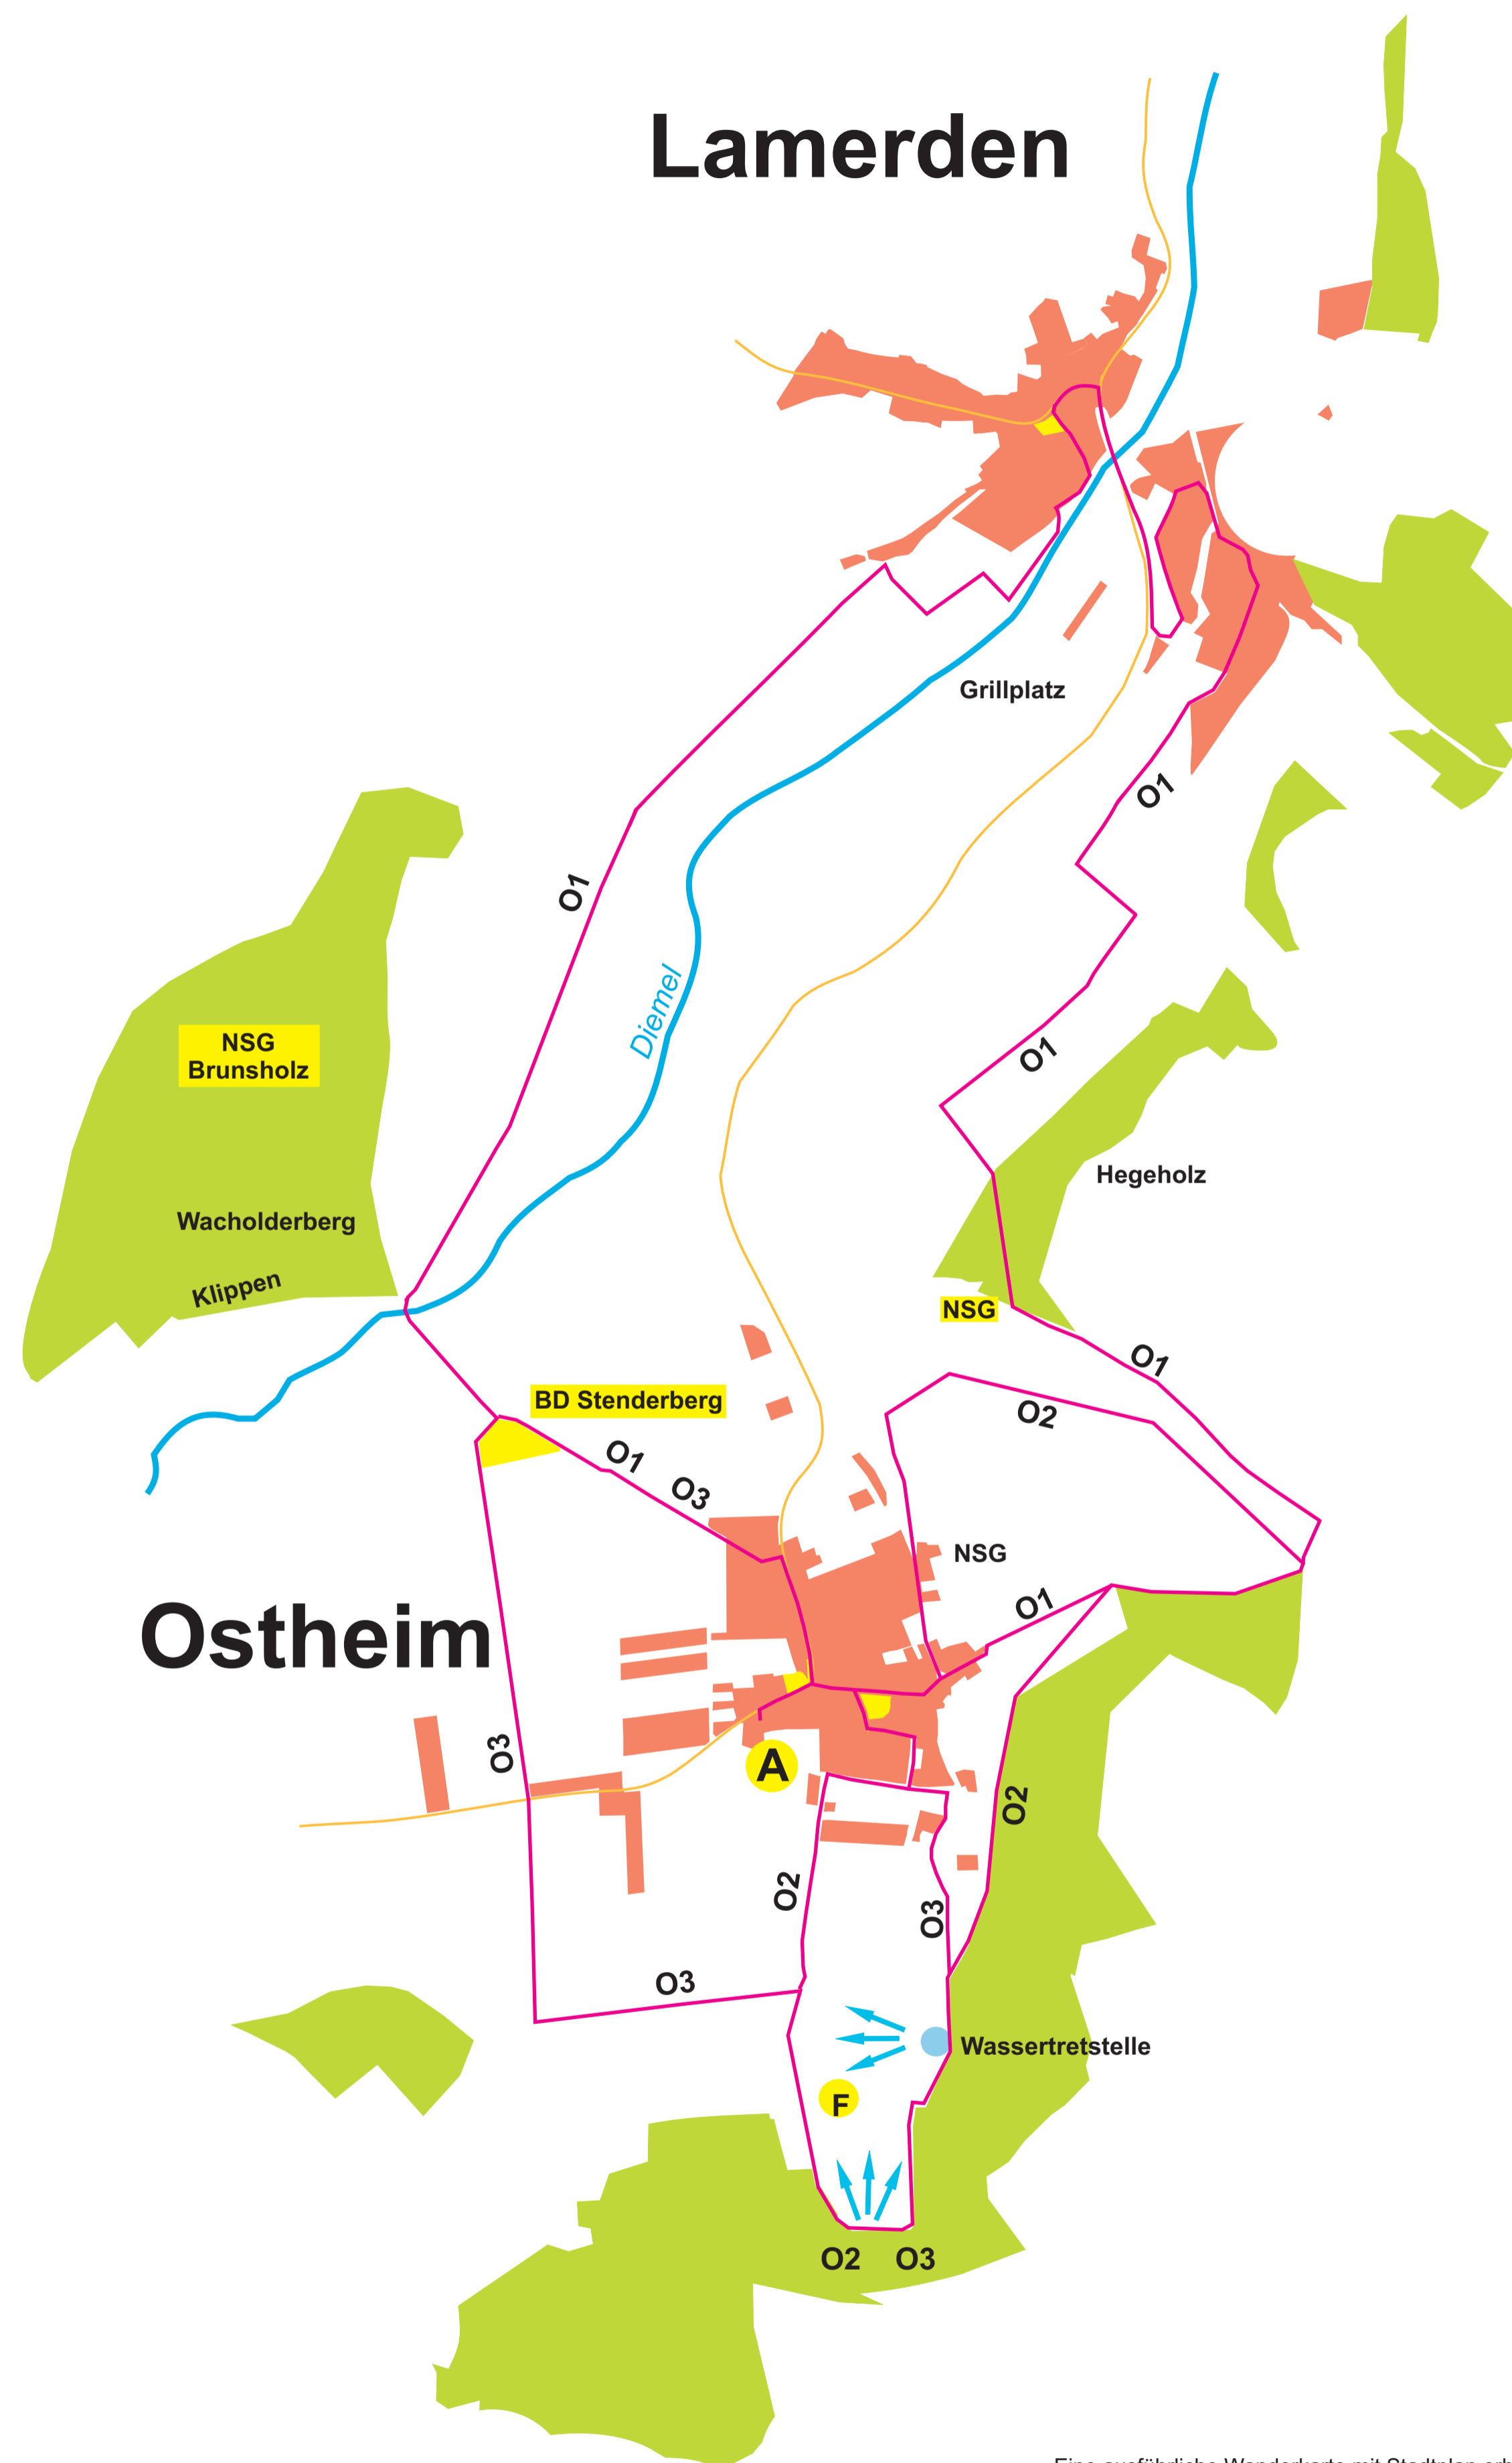 Lamerden
Grillplatz
O1
O1
Diemel
NSG
Brunsholz
O1
Hegeholz
Wacholderberg
Klippen
NSG
O1
BD Stenderberg
O2
O1
O3
NSG
O1
Ostheim
O3
A
O2
O2
O3
O3
Wassertretstelle
F
O2
O3